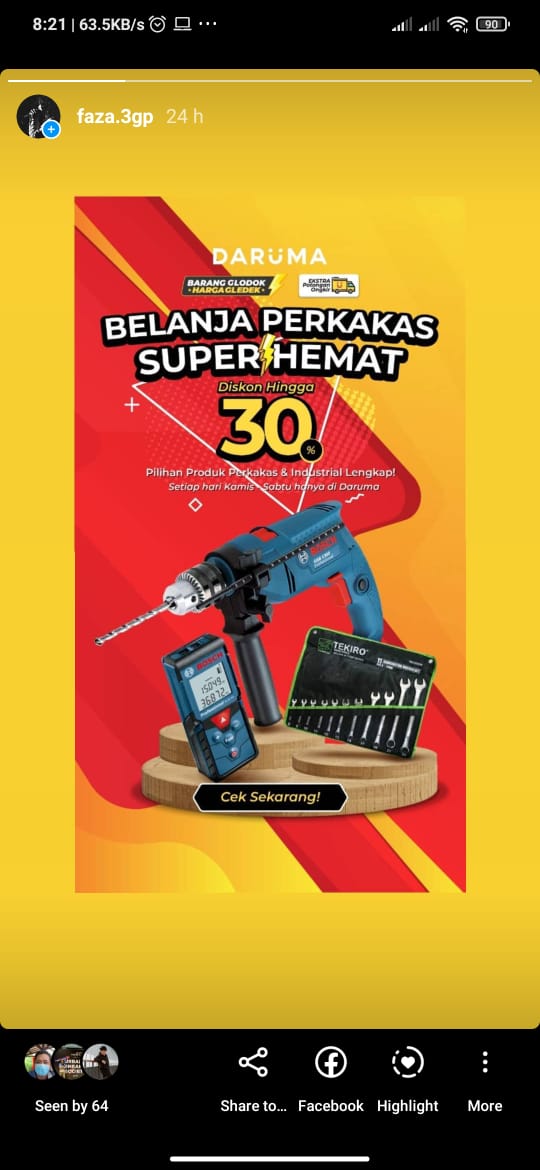 8:21 | 63.5KB/s
90
faza.3gp 24 h
DARUMA
BARANG GLODOK
• HARGA GLEDEK •
EKSTRA
Potongan
Ongkir
BELANJA PERKAKAS
SUPER HEMAT
Diskon Hingga
30%
Pilihan Produk Perkakas & Industrial Lengkap!
Setiap hari Kamis - Sabtu hanya di Daruma
BOSCH
BOSCH
TEKIRO
Cek Sekarang!
Seen by 64
Share to...
Facebook
Highlight
More